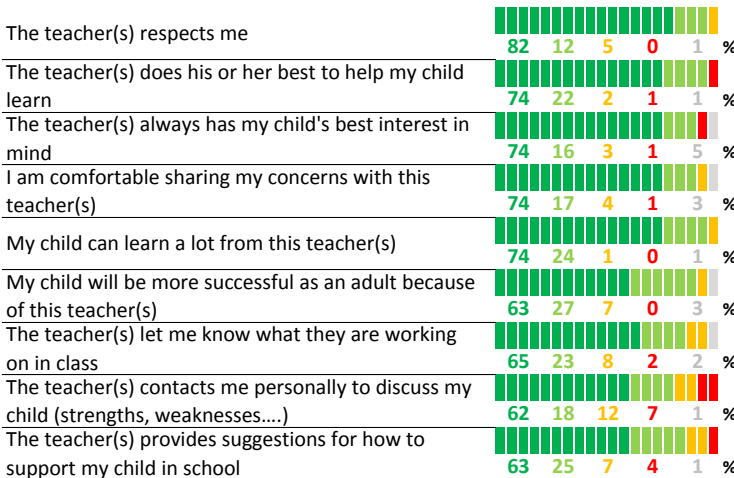 The teacher(s) respects me
82 12 5 0 1 %
The teacher(s) does his or her best to help my child
learn
74 22 2 1 1 %
The teacher(s) always has my child's best interest in
mind
74 16 3 1 5 %
I am comfortable sharing my concerns with this
teacher(s)
74 17 4 1 3 %
My child can learn a lot from this teacher(s)
74 24 1 0 1 %
My child will be more successful as an adult because
of this teacher(s)
63 27 7 0 3 %
The teacher(s) let me know what they are working
on in class
65 23 8 2 2 %
The teacher(s) contacts me personally to discuss my
child (strengths, weaknesses....)
62 18 12 7 1 %
The teacher(s) provides suggestions for how to
support my child in school
63 25 7 4 1 %